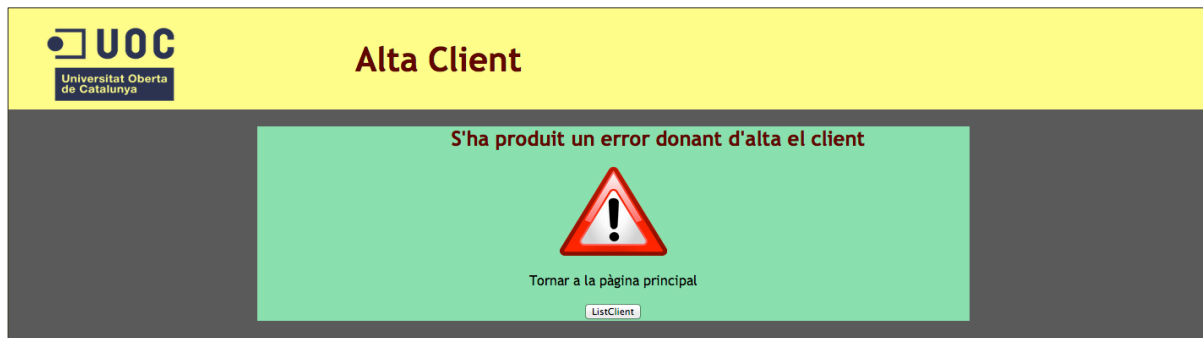 UOC
Universitat Oberta
de Catalunya
Alta Client
S'ha produit un error donant d'alta el client
Tornar a la pàgina principal
ListClient